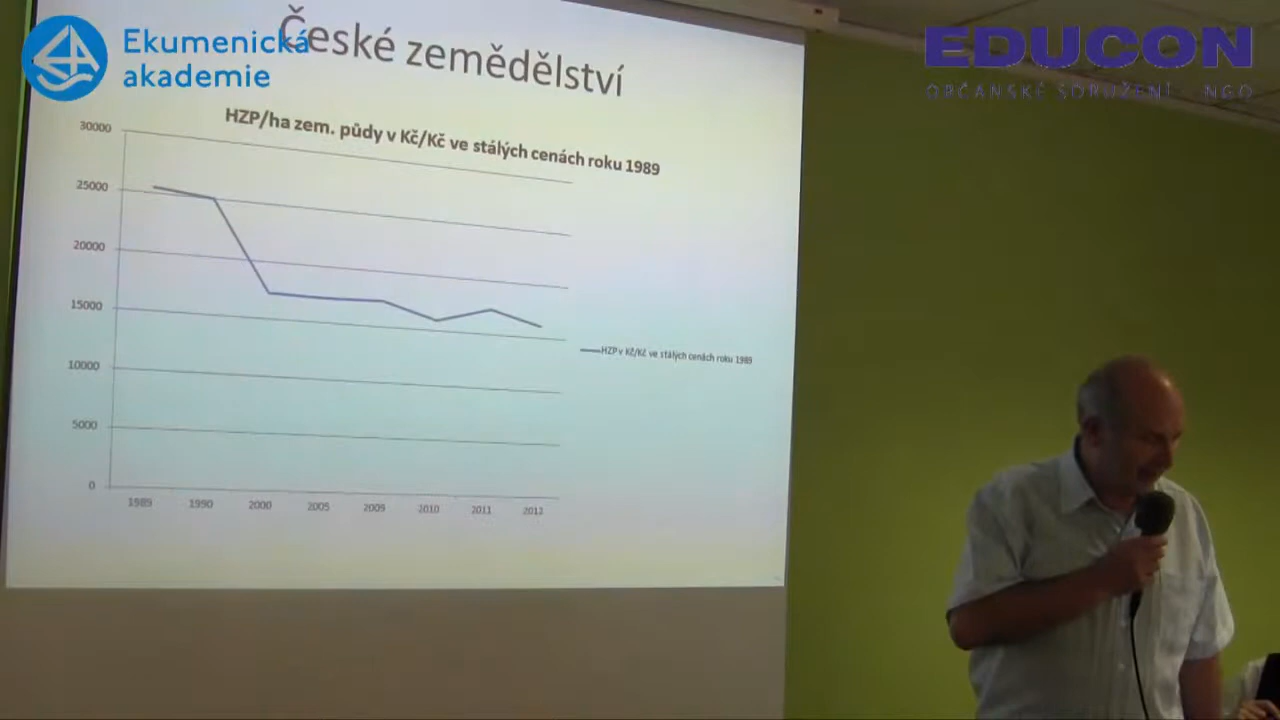 Ekumenická
akademie
České zemědělství
EDUCON
OBČANSKÉ SDRUŽENÍ - NGO
HZP/ha zem. půdy v Kč/Kč ve stálých cenách roku 1989
30000
25000
20000
15000
10000
5000
0
HZP v Kč/Kč ve stálých cenách roku 1989
1989 1990 2000 2005 2009 2010 2011 2012